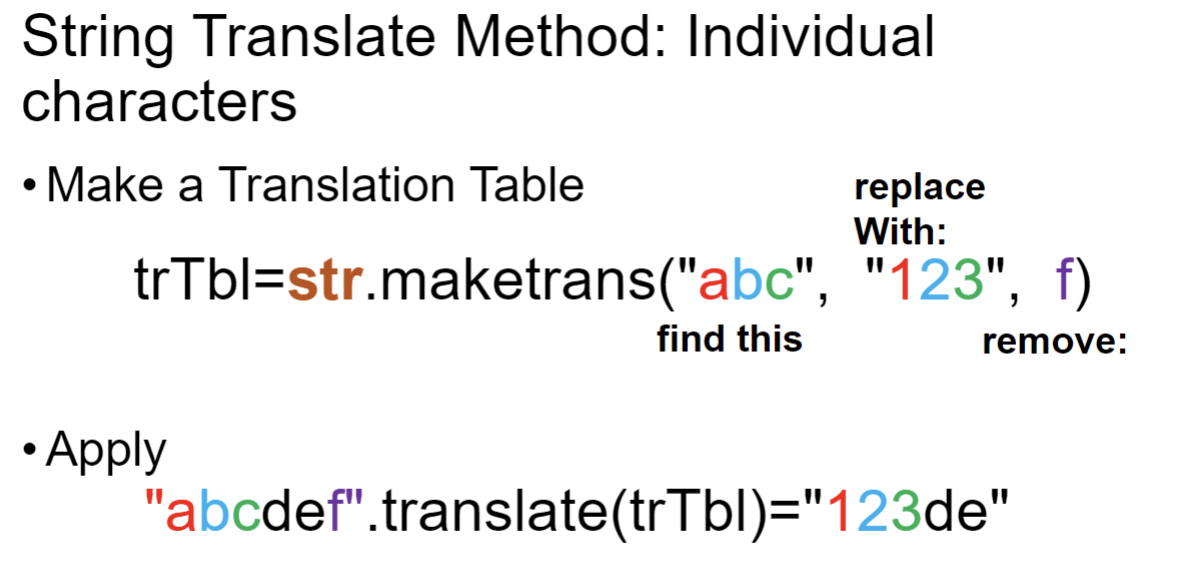 String Translate Method: Individual
characters
• Make a Translation Table
replace
With:
trTbl=str.maketrans("abc", "123", f)
find this
remove:
• Apply
"abcdef".translate(trTbl)="123de"